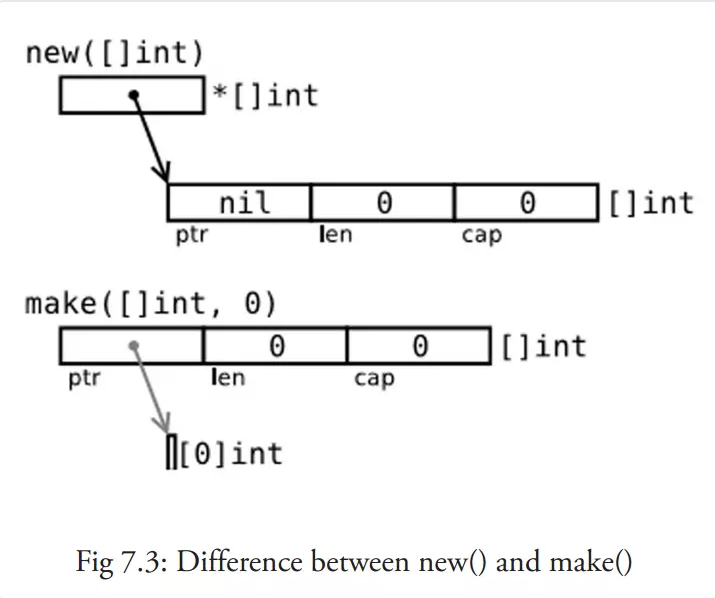 new([]int)
*[]int
nil 0 0 []int
ptr len cap
make([]int, 0)
0 0 []int
ptr len cap
[0]int
Fig 7.3: Difference between new() and make()